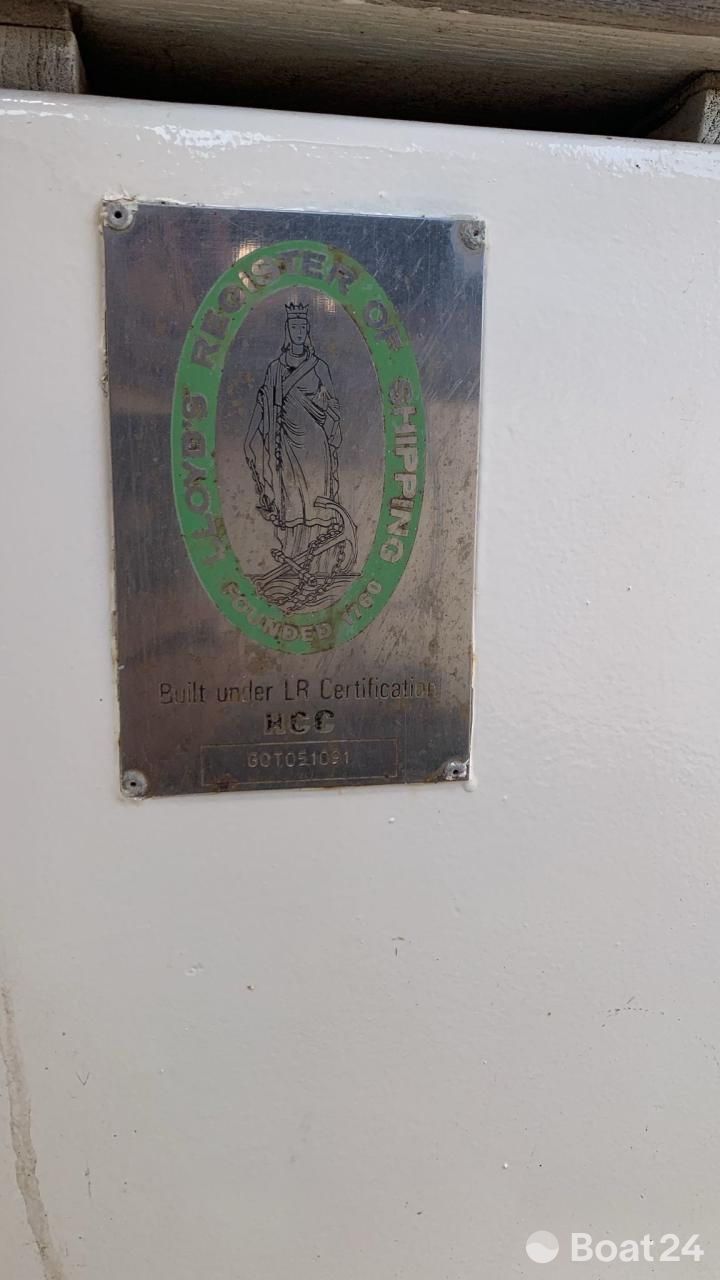 LLOYD'S REGISTER OF SHIPPING
FOUNDED 1760
Built under LR Certification
HCC
GOT051091
Boat24